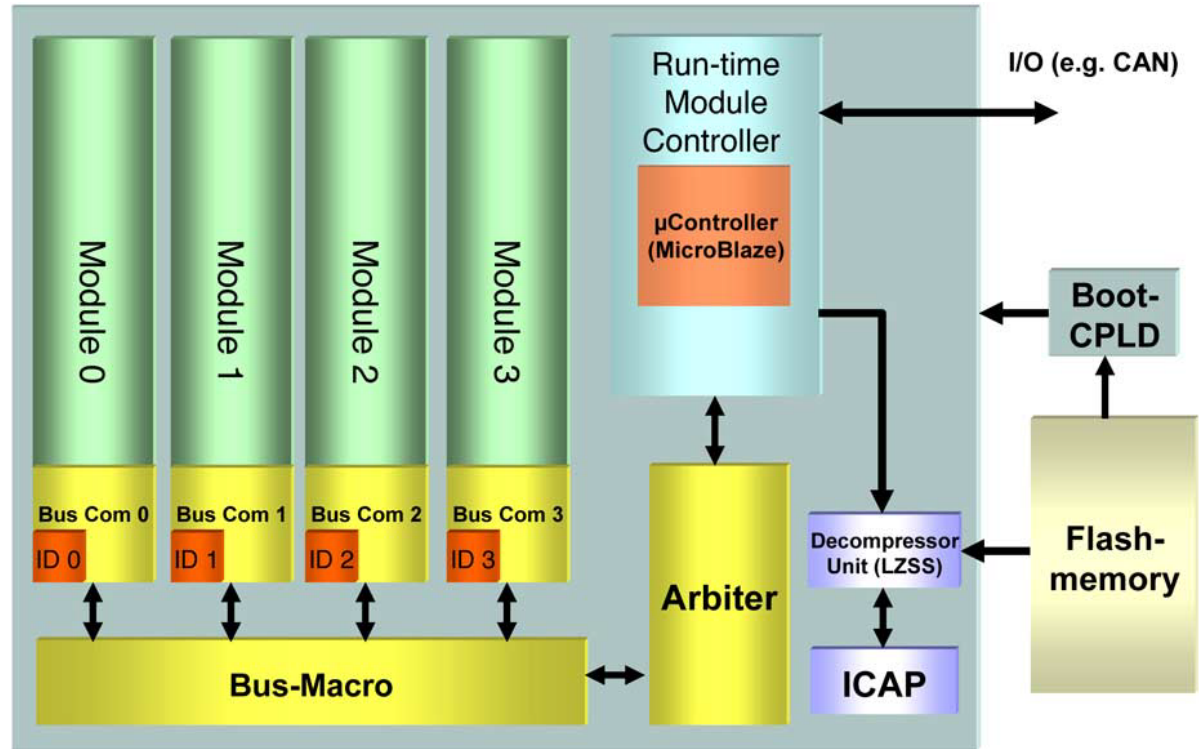 Module 0
Module 1
Module 2
Module 3
Bus Com 0
Bus Com 1
Bus Com 2
Bus Com 3
ID 0
ID 1
ID 2
ID 3
Bus-Macro
Run-time
Module
Controller
µController
(MicroBlaze)
Arbiter
Decompressor
Unit (LZSS)
ICAP
I/O (e.g. CAN)
Boot-
CPLD
Flash-
memory